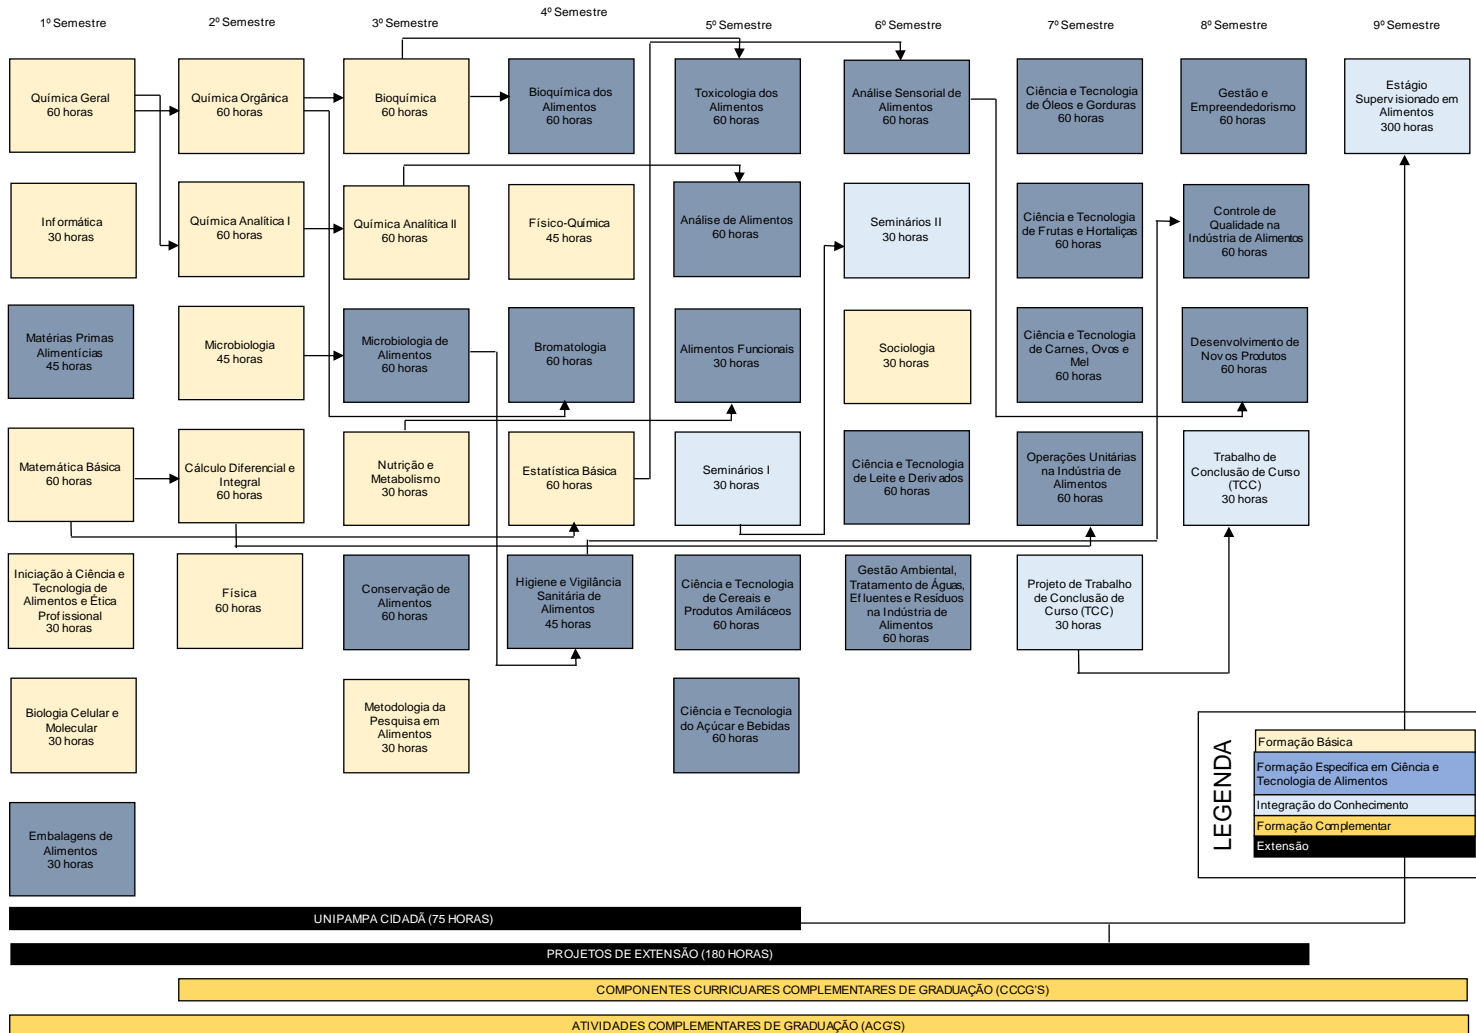 1º Semestre
2º Semestre
3º Semestre
4º Semestre
5º Semestre
6º Semestre
7º Semestre
8º Semestre
9º Semestre
Química Geral
60 horas
Química Orgânica
60 horas
Bioquímica
60 horas
Bioquímica dos
Alimentos
60 horas
Toxicologia dos
Alimentos
60 horas
Análise Sensorial de
Alimentos
60 horas
Ciência e Tecnologia
de Óleos e Gorduras
60 horas
Gestão e
Empreendedorismo
60 horas
Estágio
Supervisionado em
Alimentos
300 horas
Informática
30 horas
Química Analítica I
60 horas
Química Analítica II
60 horas
Físico-Química
45 horas
Análise de Alimentos
60 horas
Seminários II
30 horas
Ciência e Tecnologia
de Frutas e Hortaliças
60 horas
Controle de
Qualidade na
Indústria de Alimentos
60 horas
Matérias Primas
Alimentícias
45 horas
Microbiologia
45 horas
Microbiologia de
Alimentos
60 horas
Bromatologia
60 horas
Alimentos Funcionais
30 horas
Sociologia
30 horas
Ciência e Tecnologia
de Carnes, Ovos e
Mel
60 horas
Desenvolvimento de
Novos Produtos
60 horas
Matemática Básica
60 horas
Cálculo Diferencial e
Integral
60 horas
Nutrição e
Metabolismo
30 horas
Estatística Básica
60 horas
Seminários I
30 horas
Ciência e Tecnologia
de Leite e Derivados
60 horas
Operações Unitárias
na Indústria de
Alimentos
60 horas
Trabalho de
Conclusão de Curso
(TCC)
30 horas
Iniciação à Ciência e
Tecnologia de
Alimentos e Ética
Profissional
30 horas
Física
60 horas
Conservação de
Alimentos
60 horas
Higiene e Vigilância
Sanitária de
Alimentos
45 horas
Ciência e Tecnologia
de Cereais e
Produtos Amiláceos
60 horas
Gestão Ambiental,
Tratamento de Águas,
Efluentes e Resíduos
na Indústria de
Alimentos
60 horas
Projeto de Trabalho
de Conclusão de
Curso (TCC)
30 horas
Biologia Celular e
Molecular
30 horas
Metodologia da
Pesquisa em
Alimentos
30 horas
Ciência e Tecnologia
do Açúcar e Bebidas
60 horas
Embalagens de
Alimentos
30 horas
LEGENDA
Formação Básica
Formação Específica em Ciência e
Tecnologia de Alimentos
Integração do Conhecimento
Formação Complementar
Extensão
UNIPAMPA CIDADÃ (75 HORAS)
PROJETOS DE EXTENSÃO (180 HORAS)
COMPONENTES CURRICUARES COMPLEMENTARES DE GRADUAÇÃO (CCCG'S)
ATIVIDADES COMPLEMENTARES DE GRADUAÇÃO (ACG'S)